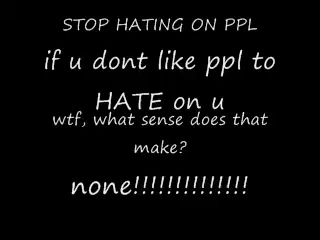 STOP HATING ON PPL
if u dont like ppl to
HATE on u
wtf, what sense does that
make?
none!!!!!!!!!!!!!!